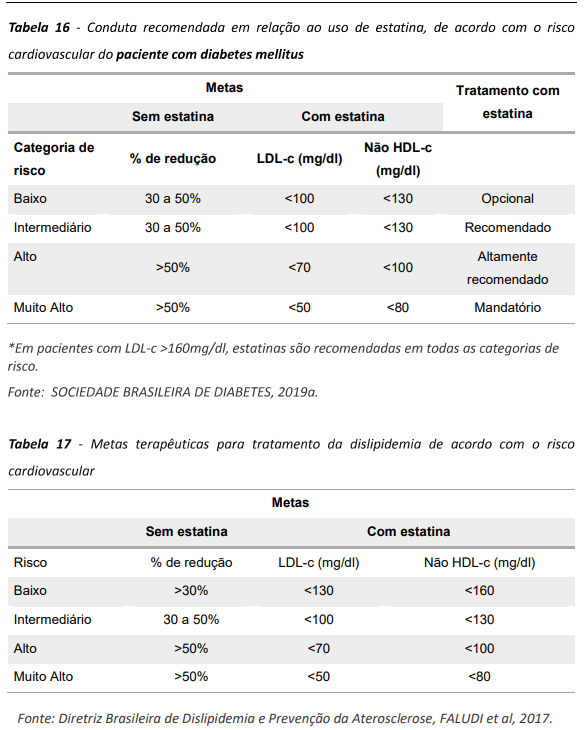 Tabela 16 - Conduta recomendada em relação ao uso de estatina, de acordo com o risco
cardiovascular do paciente com diabetes mellitus
Metas
Tratamento com
estatina
Sem estatina
Com estatina
Categoria de
risco
% de redução
LDL-c (mg/dl)
Não HDL-c
(mg/dl)
Baixo 30 a 50% <100 <130 Opcional
Intermediário 30 a 50% <100 <130 Recomendado
Alto >50% <70 <100 Altamente
recomendado
Muito Alto >50% <50 <80 Mandatório
*Em pacientes com LDL-c >160mg/dl, estatinas são recomendadas em todas as categorias de
risco.
Fonte: SOCIEDADE BRASILEIRA DE DIABETES, 2019a.
Tabela 17 - Metas terapêuticas para tratamento da dislipidemia de acordo com o risco
cardiovascular
Metas
Sem estatina Com estatina
Risco % de redução LDL-c (mg/dl) Não HDL-c (mg/dl)
Baixo >30% <130 <160
Intermediário 30 a 50% <100 <130
Alto >50% <70 <100
Muito Alto >50% <50 <80
Fonte: Diretriz Brasileira de Dislipidemia e Prevenção da Aterosclerose, FALUDI et al, 2017.